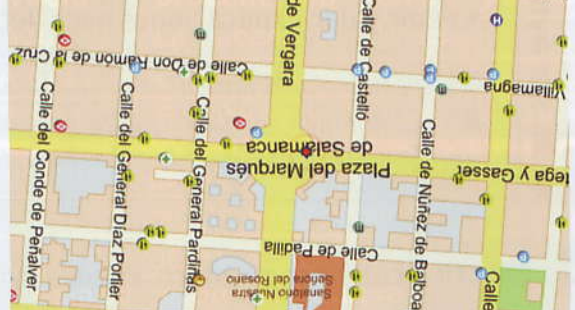 de Vergara
Calle de Castelló
Calle de Don Ramón de la Cruz
Villamagna
Calle del Conde de Peñalver
Calle del General Díaz Porlier
Calle del General Pardiñas
Plaza del Marqués
de Salamanca
Calle de Núñez de Balboa
tega y Gasset
Calle de Padilla
Sanatorio Nuestra
Señora del Rosario
Calle
H